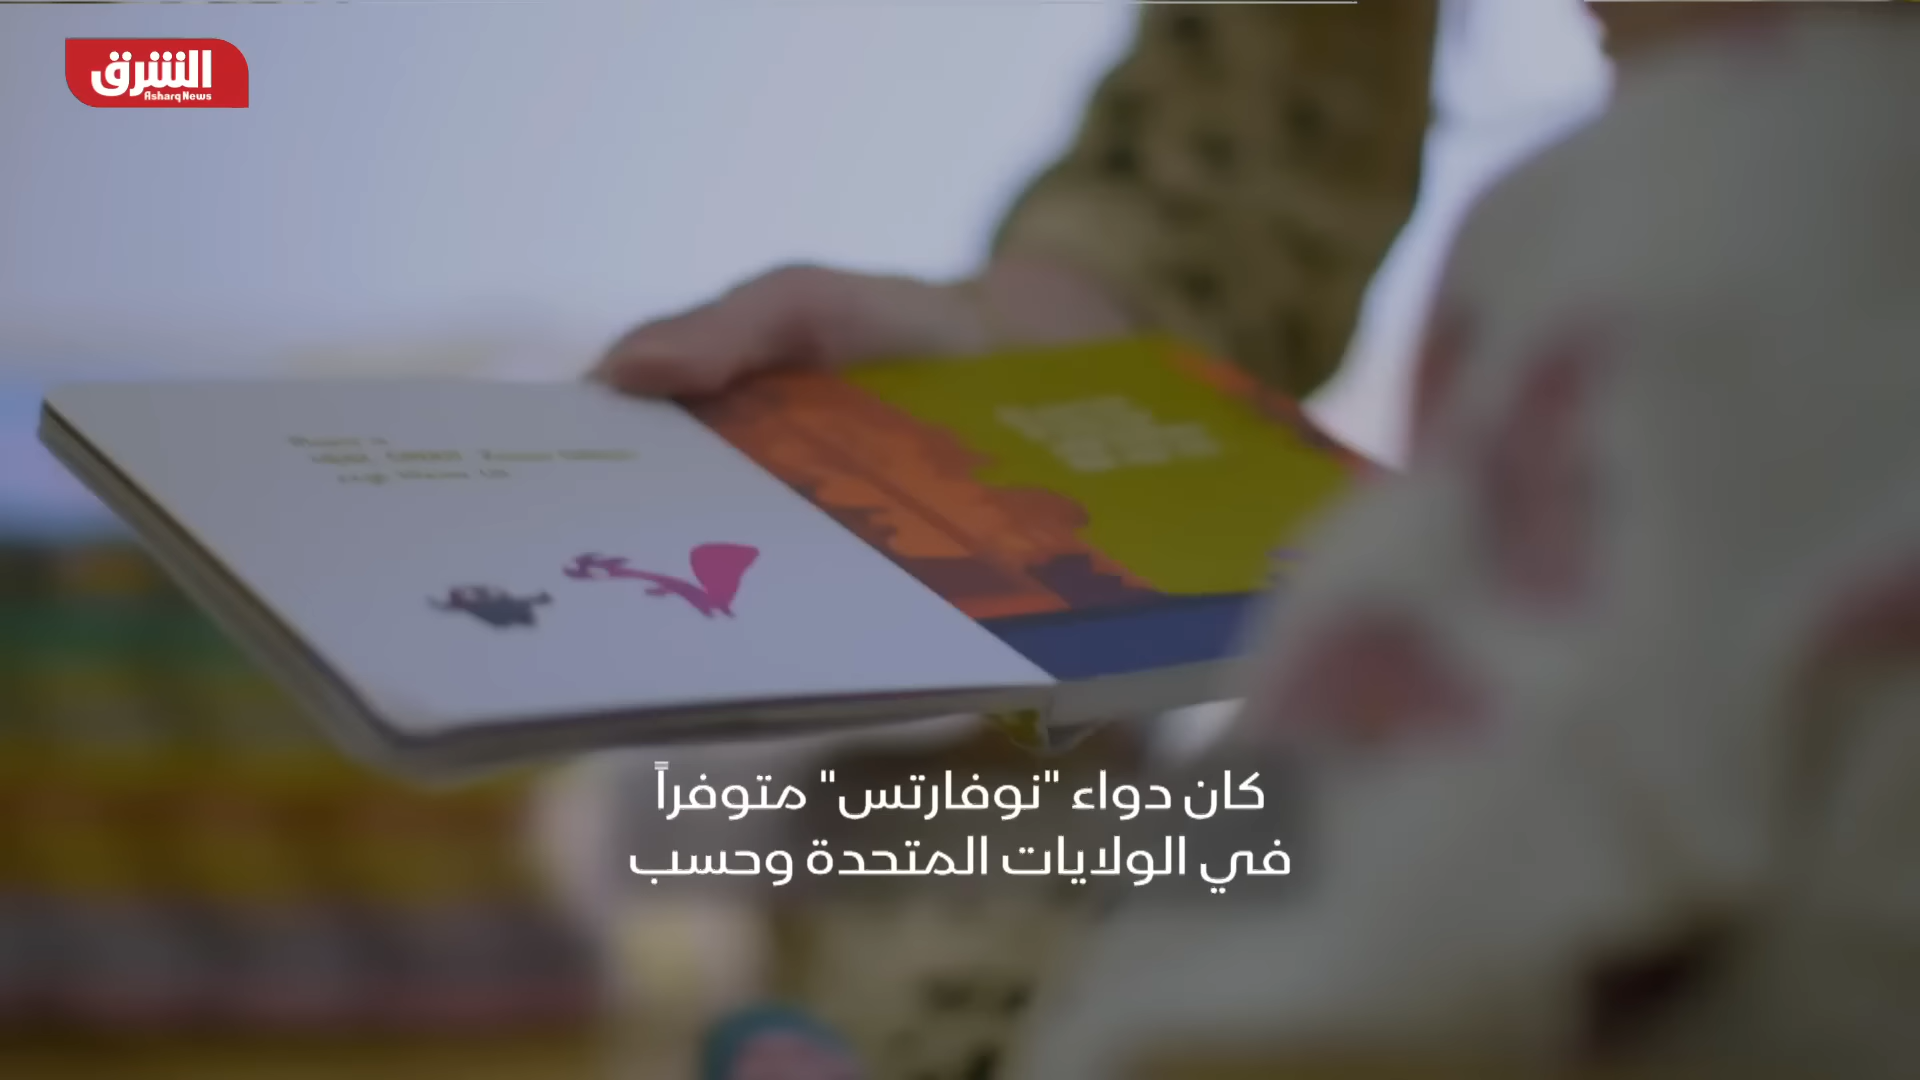 الشرق
Asharq News
كان دواء "نوفارتس" متوفراً
في الولايات المتحدة وحسب